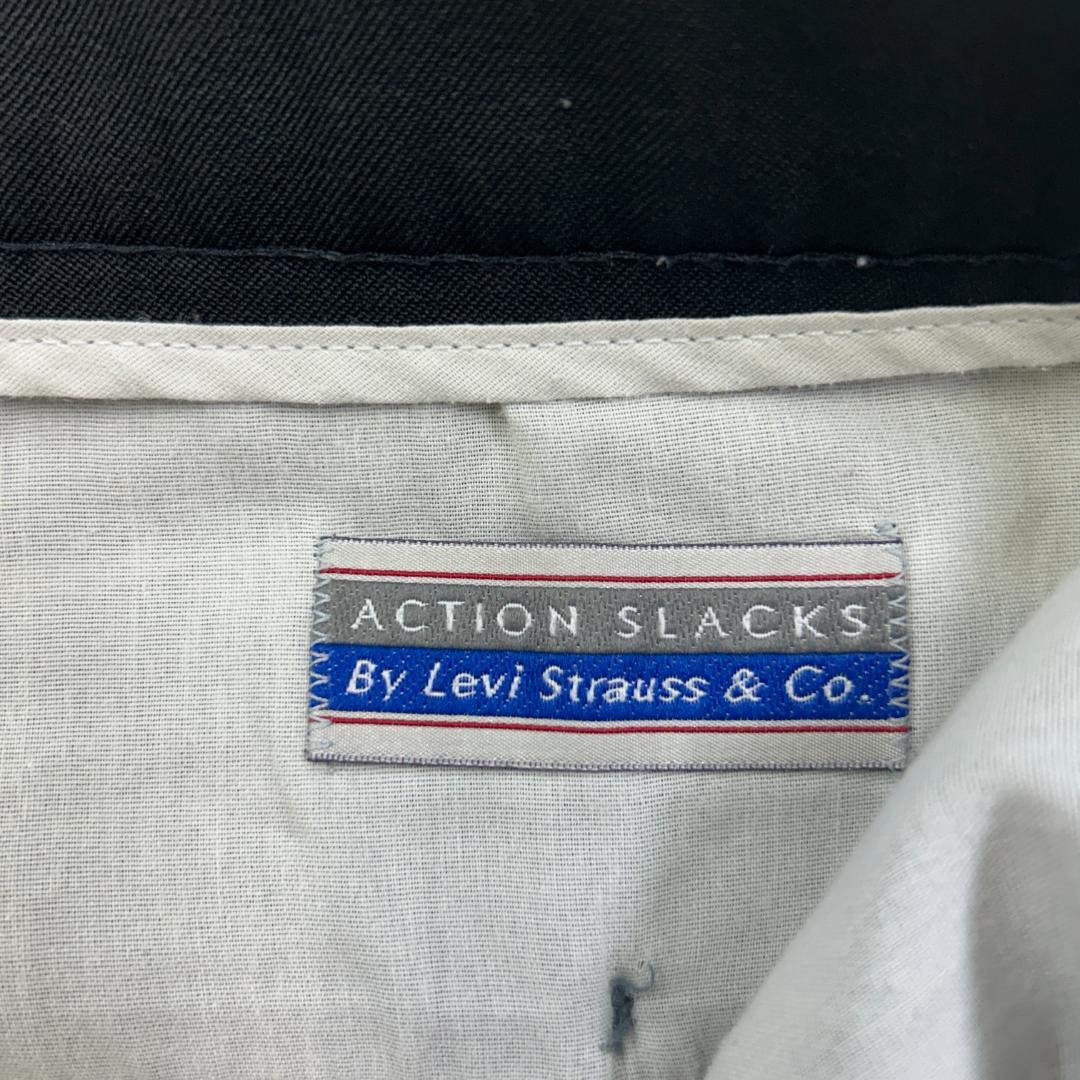 ACTION SLACKS
By Levi Strauss & Co.